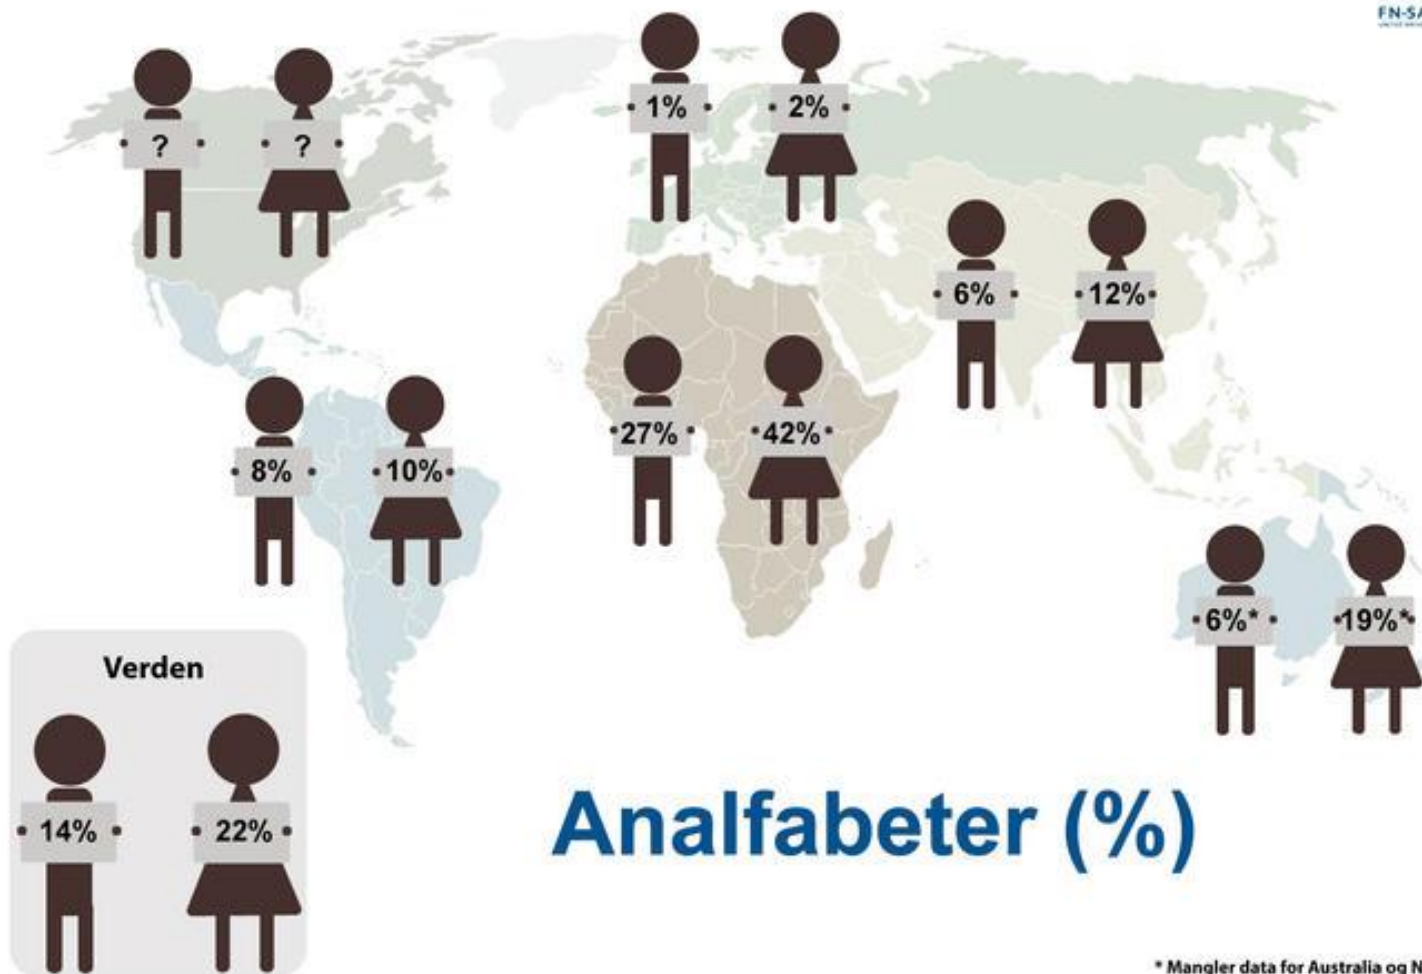 FN-SA
? ?
1% 2%
6% 12%
27% 42%
8% 10%
6%* 19%*
Verden
14% 22%
Analfabeter (%)
* Mangler data for Australia og N